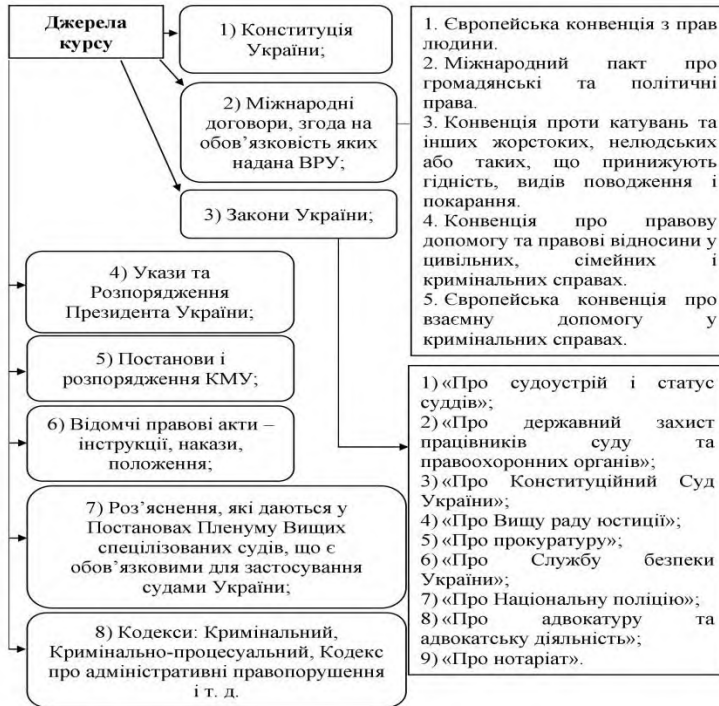 Джерела
курсу
1) Конституція
України;
2) Міжнародні
договори, згода на
обов’язковість яких
надана ВРУ;
3) Закони України;
4) Укази та
Розпорядження
Президента України;
5) Постанови і
розпорядження КМУ;
6) Відомчі правові акти –
інструкції, накази,
положення;
7) Роз’яснення, які даються у
Постановах Пленуму Вищих
спецілізованих судів, що є
обов’язковими для застосування
судами України;
8) Кодекси: Кримінальний,
Кримінально-процесуальний, Кодекс
про адміністративні правопорушення
і т. д.
1. Європейська конвенція з прав
людини.
2. Міжнародний пакт про
громадянські та політичні
права.
3. Конвенція проти катувань та
інших жорстоких, нелюдських
або таких, що принижують
гідність, видів поводження і
покарання.
4. Конвенція про правову
допомогу та правові відносини у
цивільних, сімейних і
кримінальних справах.
5. Європейська конвенція про
взаємну допомогу у
кримінальних справах.
1) «Про судоустрій і статус
суддів»;
2) «Про державний захист
працівників суду та
правоохоронних органів»;
3) «Про Конституційний Суд
України»;
4) «Про Вищу раду юстиції»;
5) «Про прокуратуру»;
6) «Про Службу безпеки
України»;
7) «Про Національну поліцію»;
8) «Про адвокатуру та
адвокатську діяльність»;
9) «Про нотаріат».